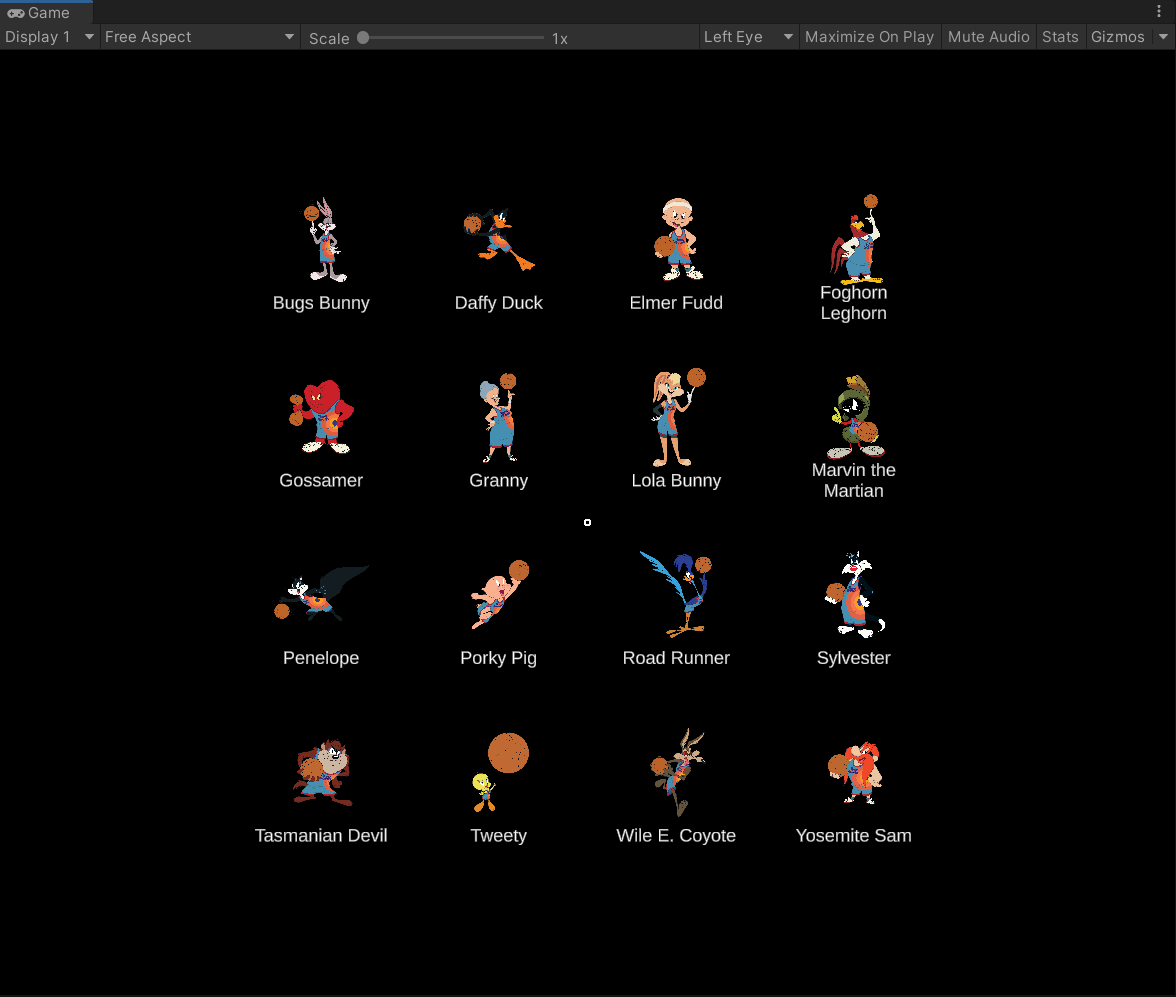 Game
Display 1 Free Aspect Scale 1x Left Eye Maximize On Play Mute Audio Stats Gizmos
Bugs Bunny Daffy Duck Elmer Fudd Foghorn
Leghorn
Gossamer Granny Lola Bunny Marvin the
Martian
Penelope Porky Pig Road Runner Sylvester
Tasmanian Devil Tweety Wile E. Coyote Yosemite Sam